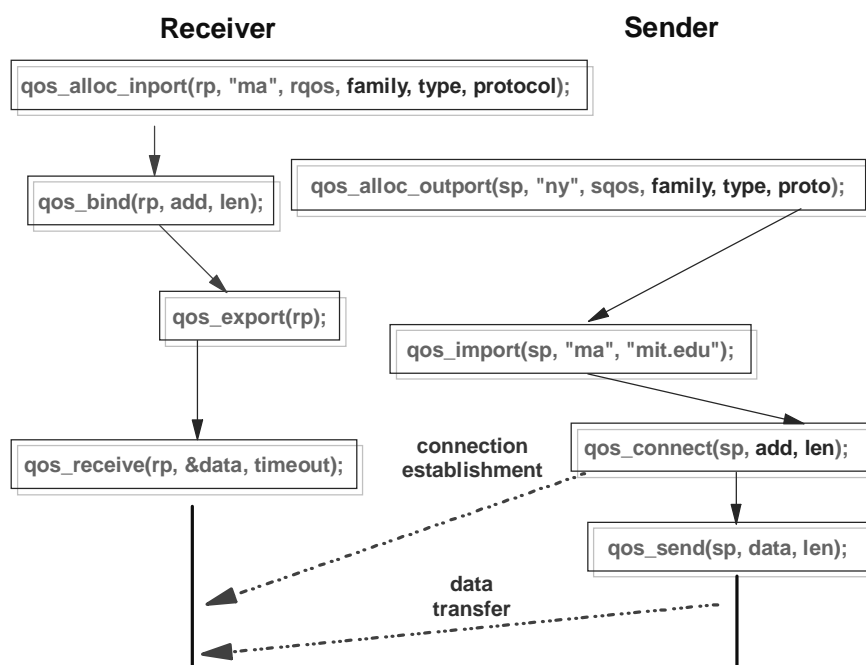 Receiver
Sender
qos_alloc_inport(rp, "ma", rqos, family, type, protocol);
qos_bind(rp, add, len);
qos_alloc_outport(sp, "ny", sqos, family, type, proto);
qos_export(rp);
qos_import(sp, "ma", "mit.edu");
qos_receive(rp, &data, timeout);
connection
establishment
qos_connect(sp, add, len);
qos_send(sp, data, len);
data
transfer